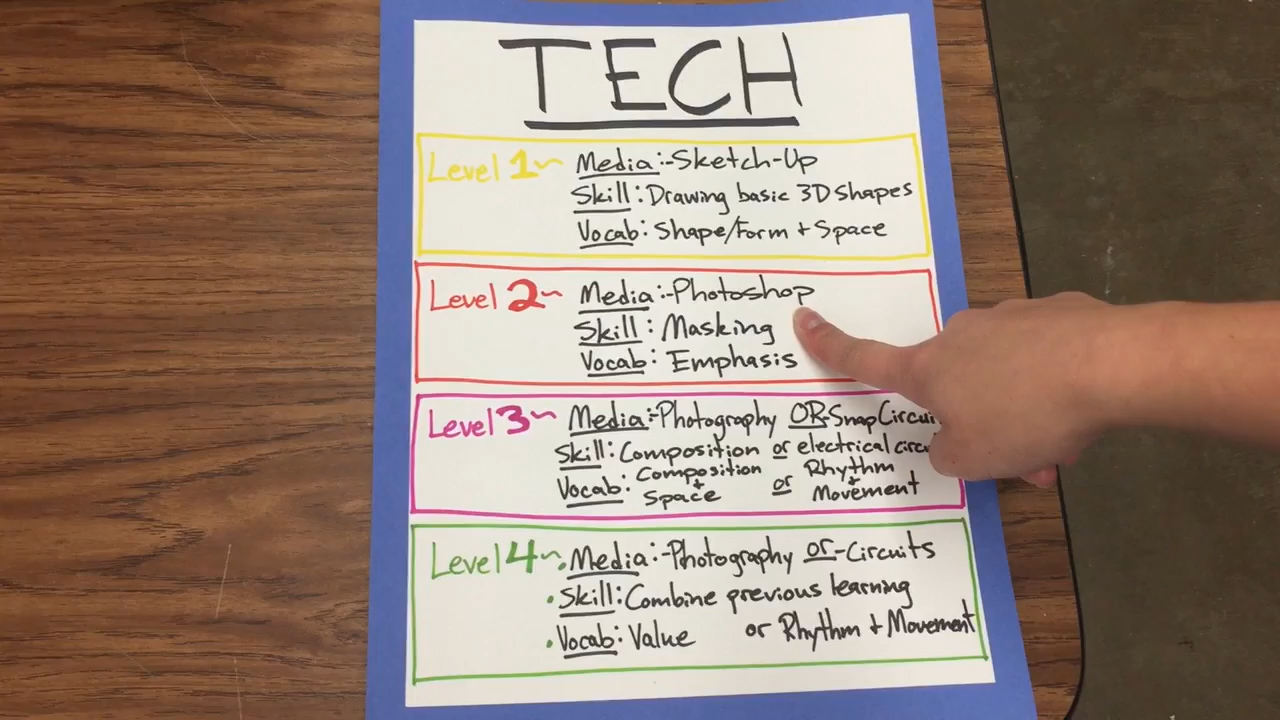 TECH
Level 1~ Media:-Sketch-Up
Skill: Drawing basic 3D Shapes
Vocab: Shape/Form + Space
Level 2~ Media:-Photoshop
Skill: Masking
Vocab: Emphasis
Level 3~ Media:-Photography OR-Snap
Skill: Composition or electrical
Vocab: Composition + Space or Rhythm + Movement
Level 4~ • Media:-Photography or-Circuits
• Skill: Combine previous learning
• Vocab: Value or Rhythm + Movement